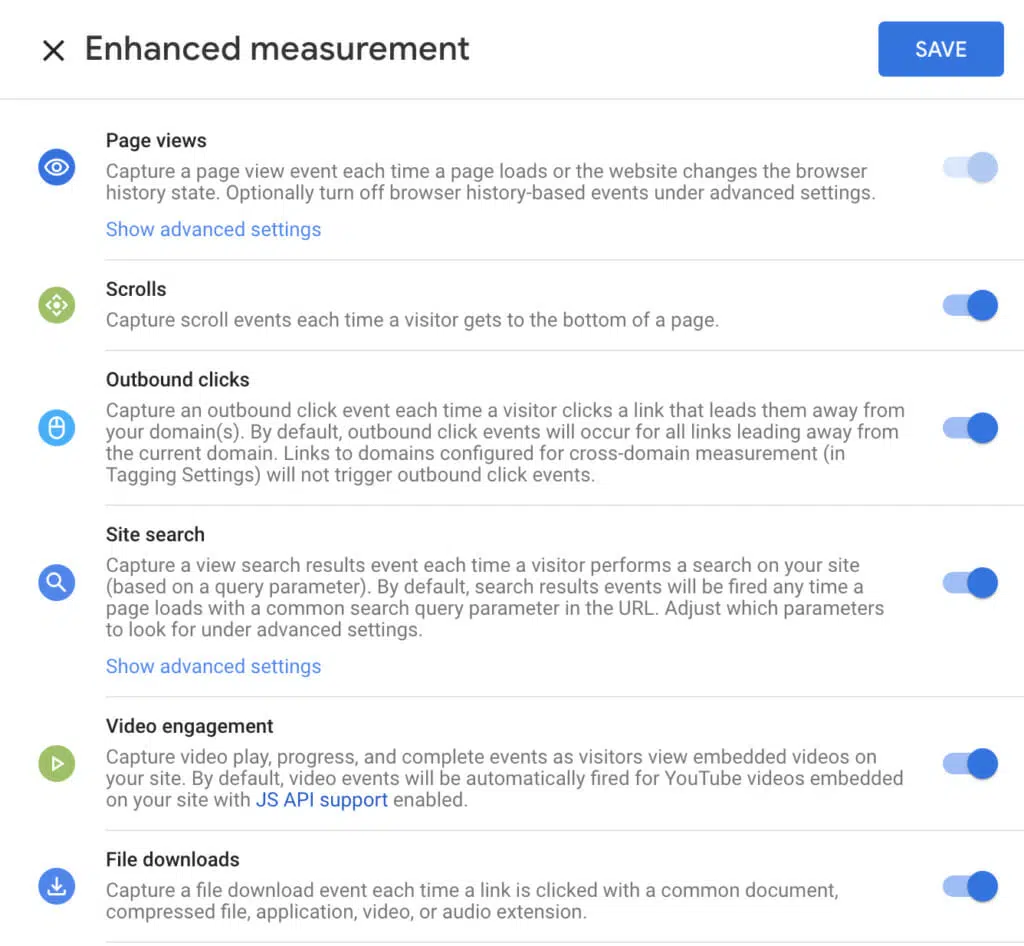 Enhanced measurement
SAVE
Page views
Capture a page view event each time a page loads or the website changes the browser
history state. Optionally turn off browser history-based events under advanced settings.
Show advanced settings
Scrolls
Capture scroll events each time a visitor gets to the bottom of a page.
Outbound clicks
Capture an outbound click event each time a visitor clicks a link that leads them away from
your domain(s). By default, outbound click events will occur for all links leading away from
the current domain. Links to domains configured for cross-domain measurement (in
Tagging Settings) will not trigger outbound click events.
Site search
Capture a view search results event each time a visitor performs a search on your site
(based on a query parameter). By default, search results events will be fired any time a
page loads with a common search query parameter in the URL. Adjust which parameters
to look for under advanced settings.
Show advanced settings
Video engagement
Capture video play, progress, and complete events as visitors view embedded videos on
your site. By default, video events will be automatically fired for YouTube videos embedded
on your site with JS API support enabled.
File downloads
Capture a file download event each time a link is clicked with a common document,
compressed file, application, video, or audio extension.